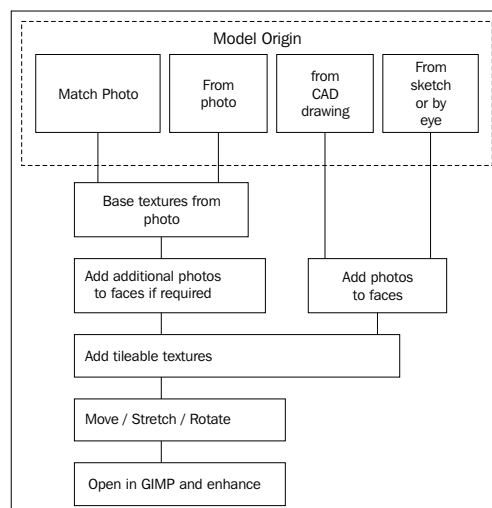 Model Origin
Match Photo
From
photo
from
CAD
drawing
From
sketch
or by
eye
Base textures from
photo
Add additional photos
to faces if required
Add photos
to faces
Add tileable textures
Move / Stretch / Rotate
Open in GIMP and enhance